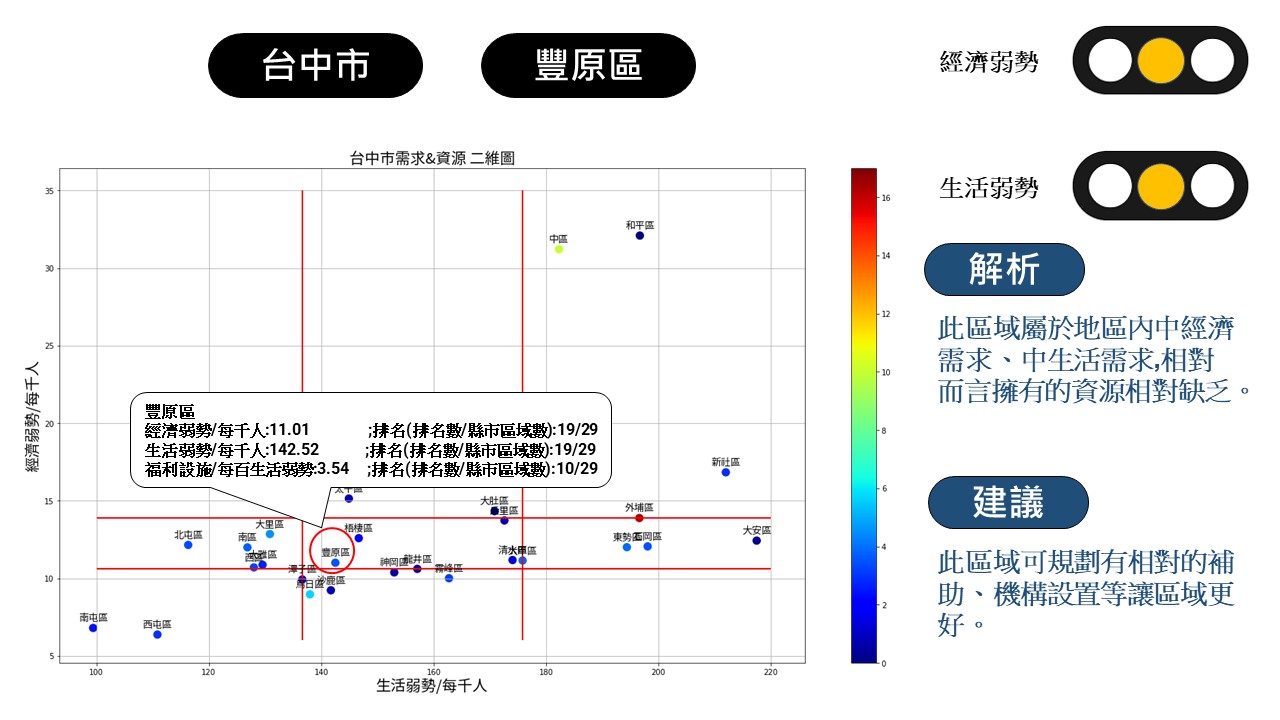 台中市
豐原區
經濟弱勢
生活弱勢
台中市需求&資源 二維圖
經濟弱勢/每千人
35
30
25
20
15
10
5
和平區
中區
豐原區
經濟弱勢/每千人:11.01 ;排名(排名數/縣市區域數):19/29
生活弱勢/每千人:142.52 ;排名(排名數/縣市區域數):19/29
福利設施/每百生活弱勢:3.54 ;排名(排名數/縣市區域數):10/29
新社區
太平區
大肚區
外埔區
大里區
北屯區
南區
梧棲區
大安區
東勢區
石岡區
豐原區
清水區
神岡區
龍井區
霧峰區
潭子區
烏日區
沙鹿區
南屯區
西屯區
100
120
140
160
180
200
220
生活弱勢/每千人
16
14
12
10
8
6
4
2
0
解析
此區域屬於地區內中經濟
需求、中生活需求,相對
而言擁有的資源相對缺乏。
建議
此區域可規劃有相對的補
助、機構設置等讓區域更
好。